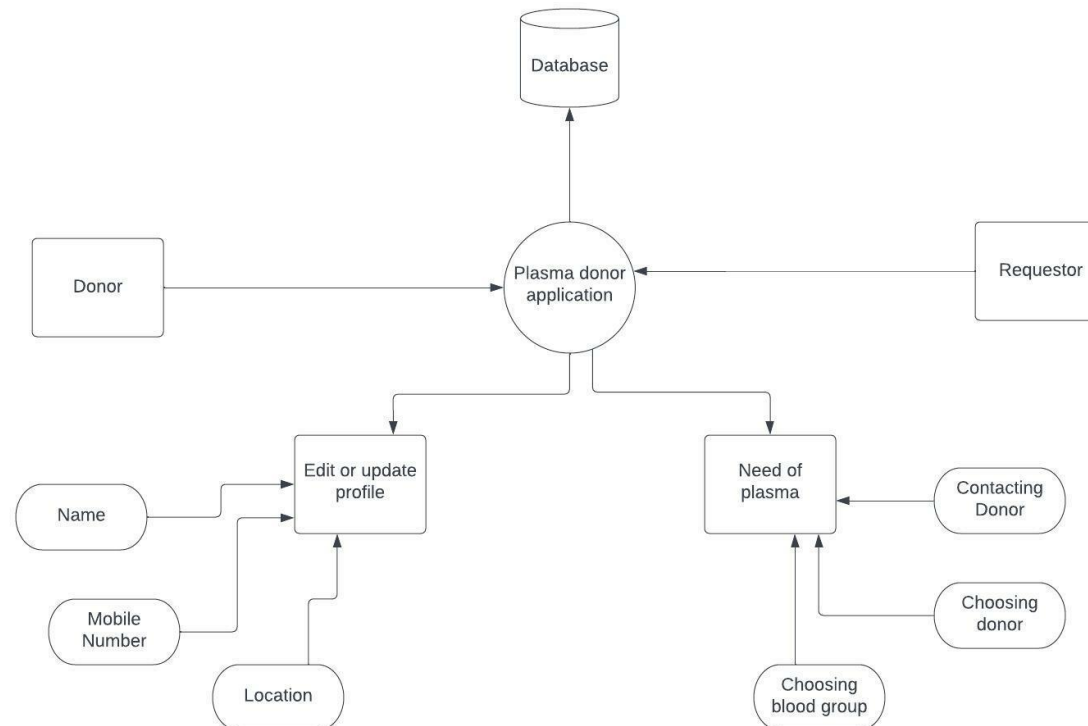 Database
Donor
Plasma donor
application
Requestor
Edit or update
profile
Need of
plasma
Name
Contacting
Donor
Mobile
Number
Choosing
donor
Location
Choosing
blood group